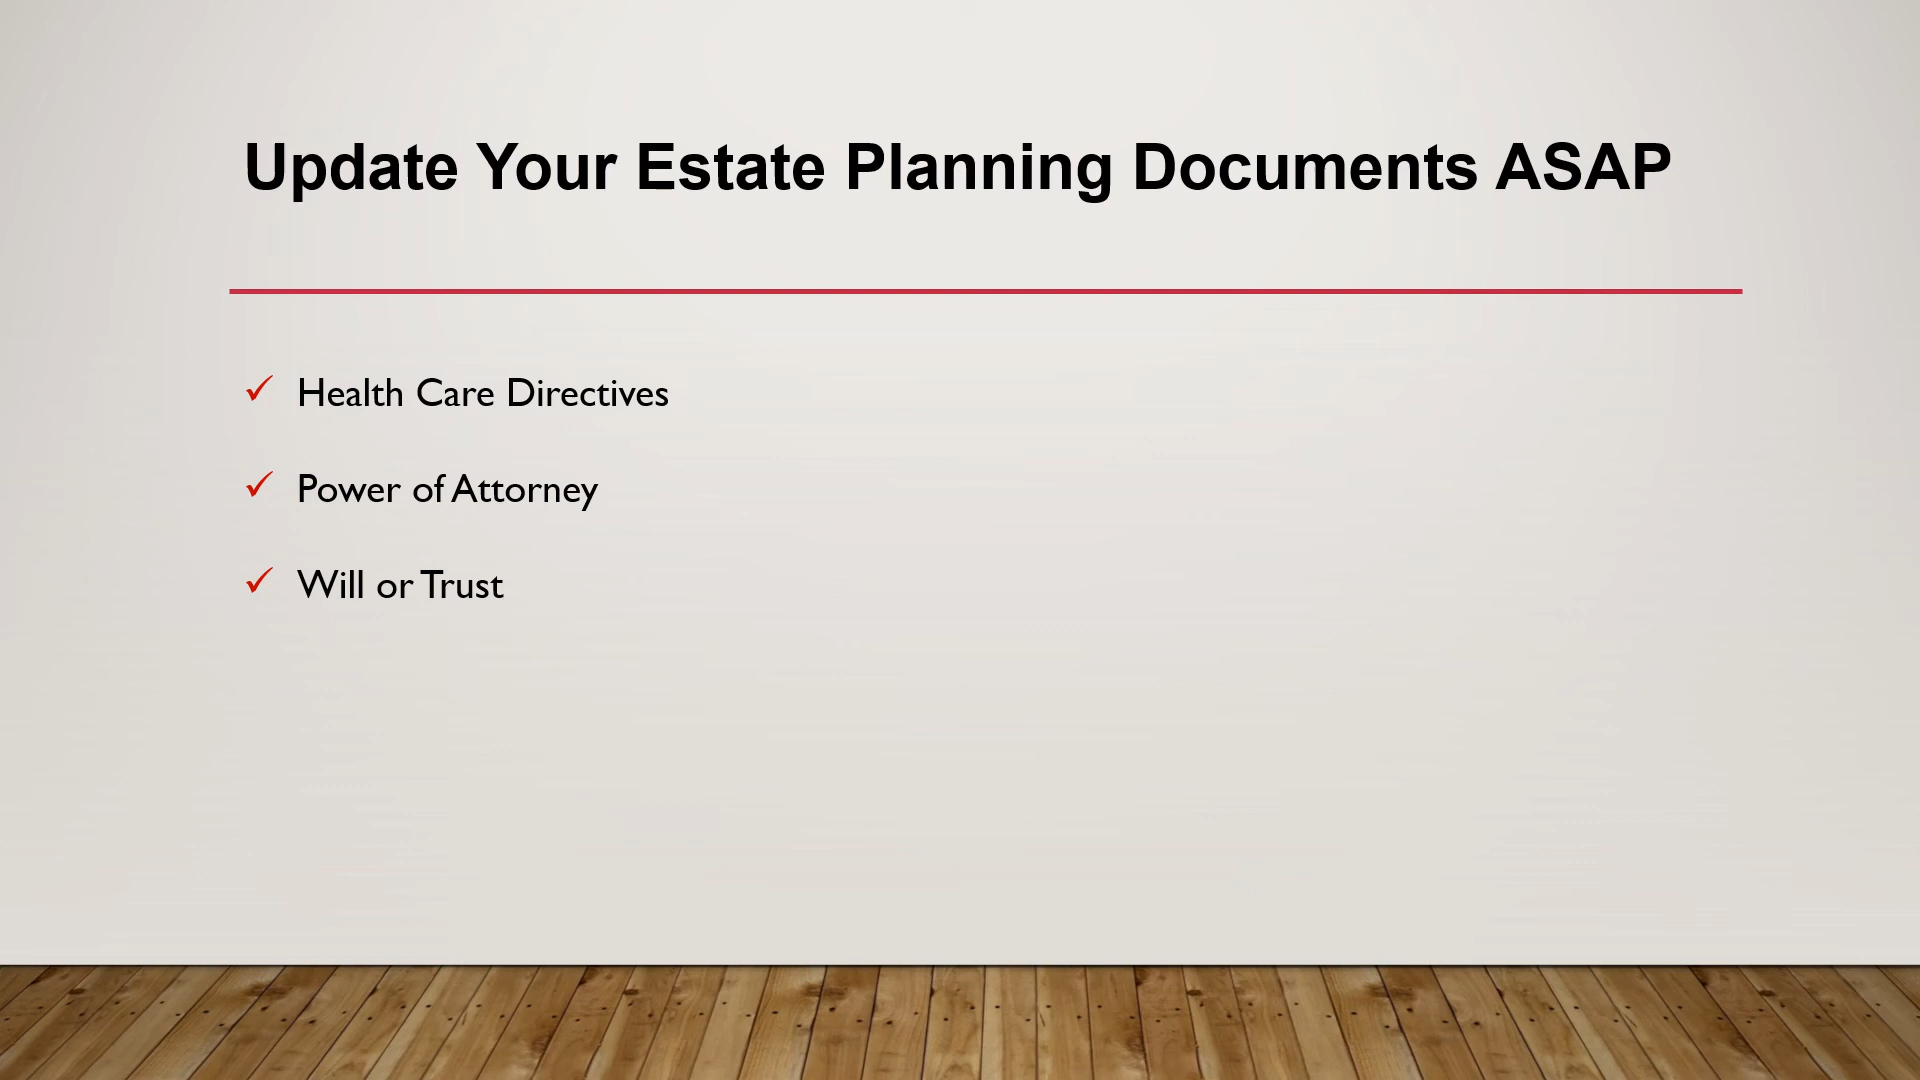 Update Your Estate Planning Documents ASAP
Health Care Directives
Power of Attorney
Will or Trust